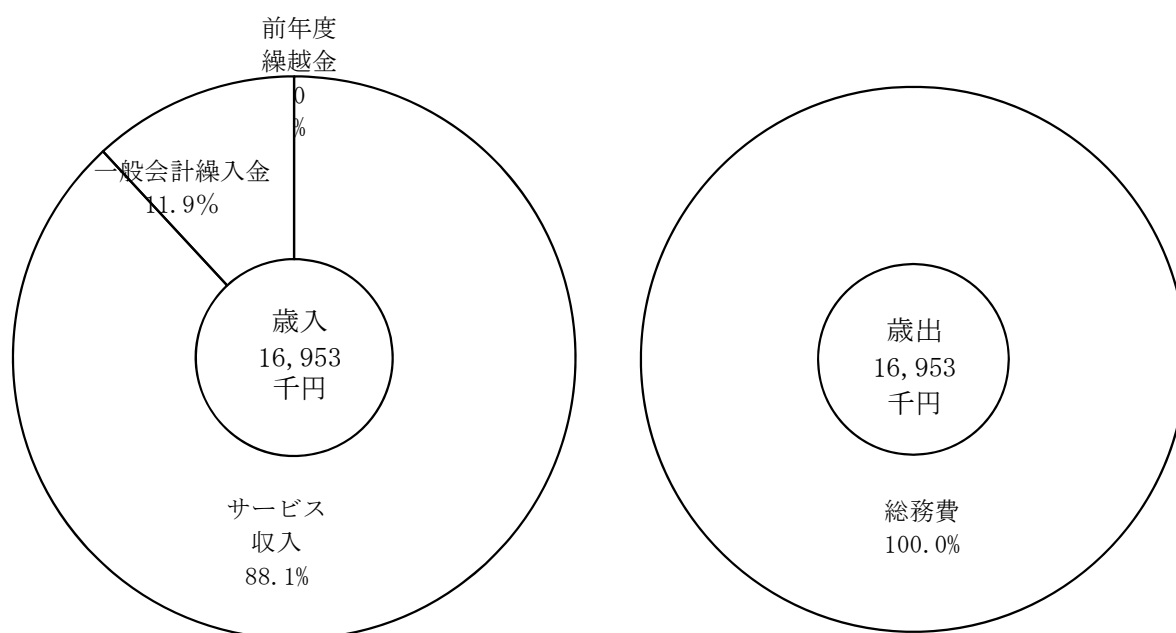 前年度
繰越金
0
%
一般会計繰入金
11.9%
歳入
16,953
千円
サービス
収入
88.1%
歳出
16,953
千円
総務費
100.0%